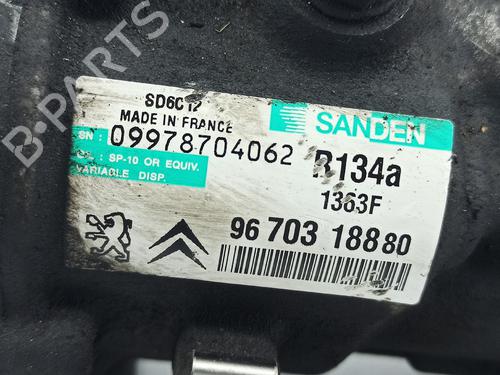 SD6C12
MADE IN FRANCE
SANDEN
SN: 09978704062
R134a
: SP-10 OR EQUIV.
VARIABLE DISP.
1363F
96 703 188 80
B-PARTS